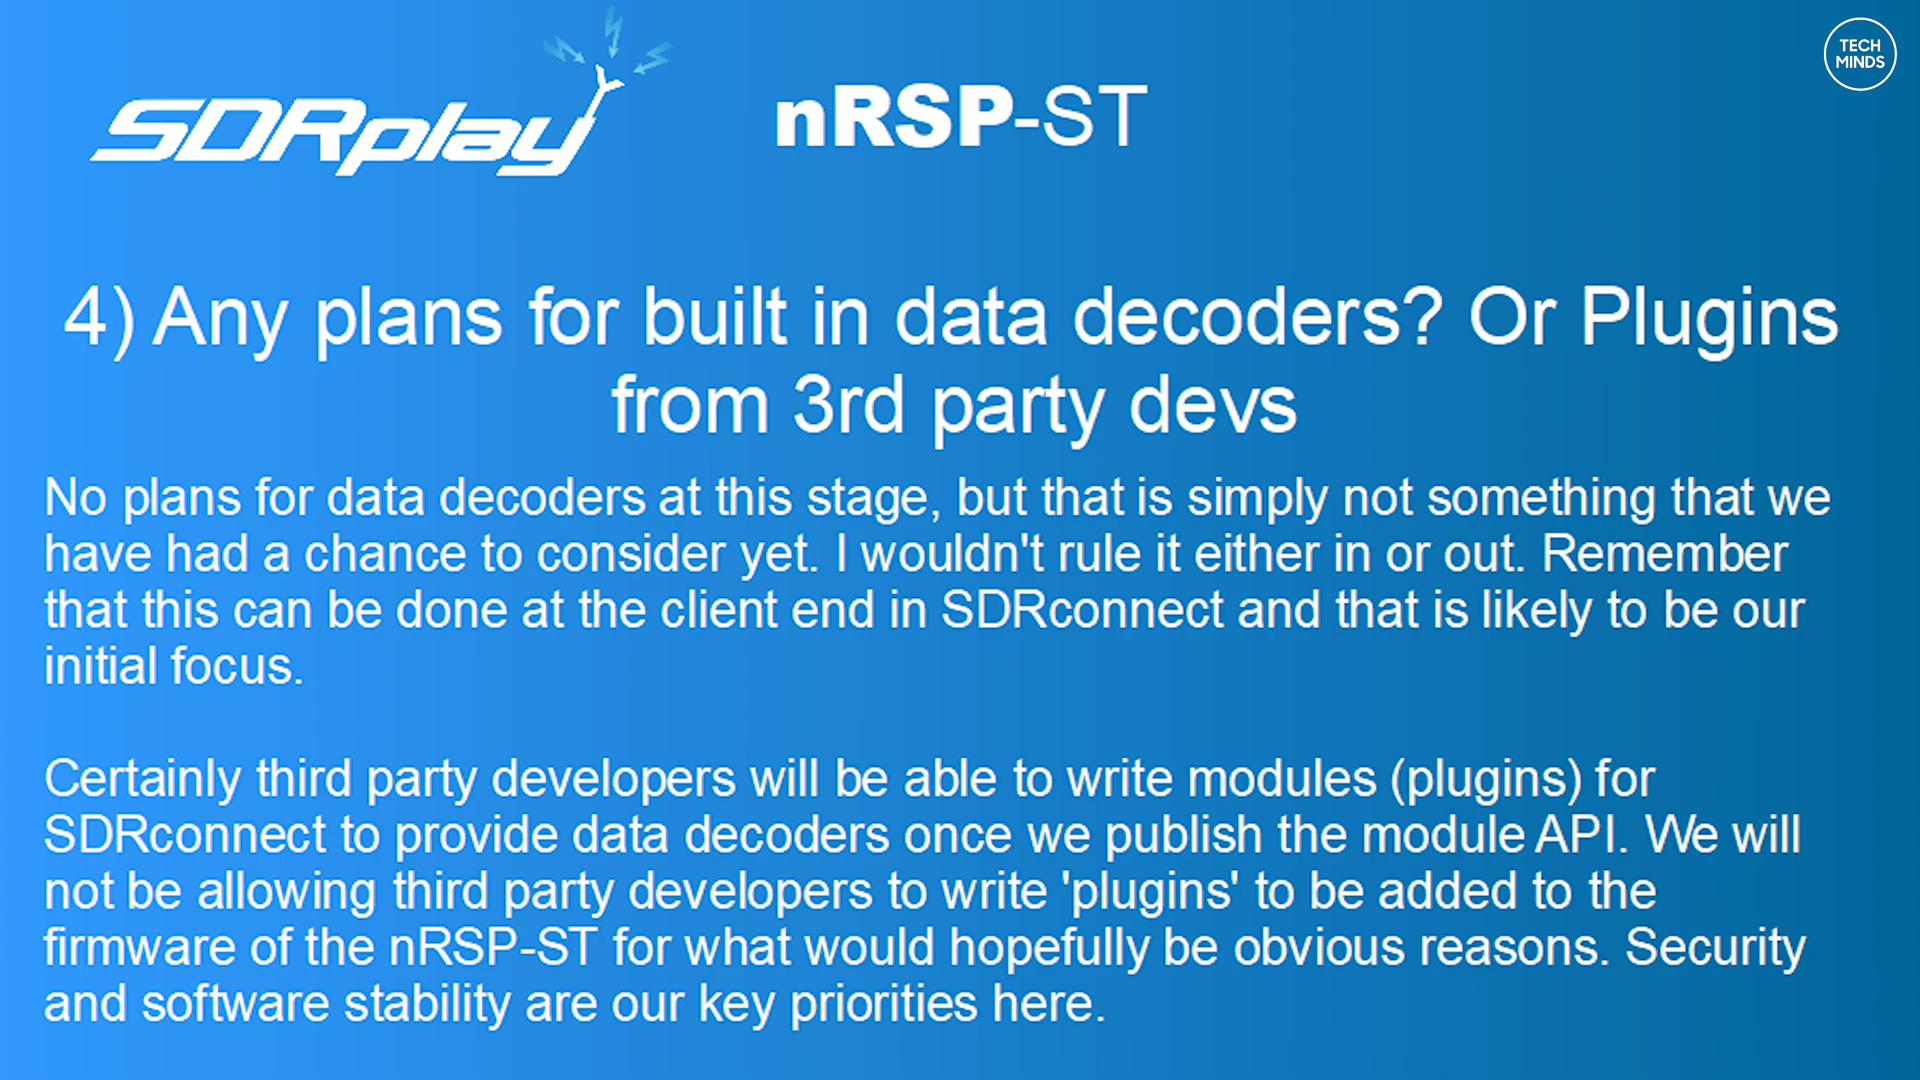 SDRplay
nRSP-ST
TECH
MINDS
4) Any plans for built in data decoders? Or Plugins
from 3rd party devs
No plans for data decoders at this stage, but that is simply not something that we
have had a chance to consider yet. I wouldn't rule it either in or out. Remember
that this can be done at the client end in SDRconnect and that is likely to be our
initial focus.
Certainly third party developers will be able to write modules (plugins) for
SDRconnect to provide data decoders once we publish the module API. We will
not be allowing third party developers to write 'plugins' to be added to the
firmware of the nRSP-ST for what would hopefully be obvious reasons. Security
and software stability are our key priorities here.